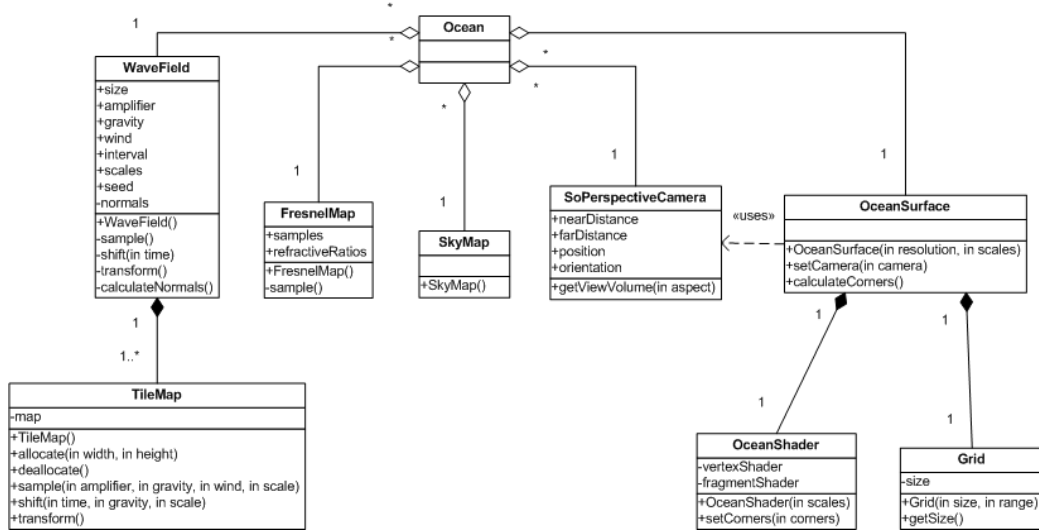 Ocean
*
1
*
*
*
*
1
1
1
1
WaveField
+size
+amplifier
+gravity
+wind
+interval
+scales
+seed
-normals
+WaveField()
-sample()
-shift(in time)
-transform()
-calculateNormals()
FresnelMap
+samples
+refractiveRatios
+FresnelMap()
-sample()
SkyMap
+SkyMap()
SoPerspectiveCamera
+nearDistance
+farDistance
+position
+orientation
+getViewVolume(in aspect)
«uses»
OceanSurface
+OceanSurface(in resolution, in scales)
+setCamera(in camera)
+calculateCorners()
1
1..*
1
1
1
1
TileMap
-map
+TileMap()
+allocate(in width, in height)
+deallocate()
+sample(in amplifier, in gravity, in wind, in scale)
+shift(in time, in gravity, in scale)
+transform()
OceanShader
-vertexShader
-fragmentShader
+OceanShader(in scales)
+setCorners(in corners)
Grid
-size
+Grid(in size, in range)
+getSize()